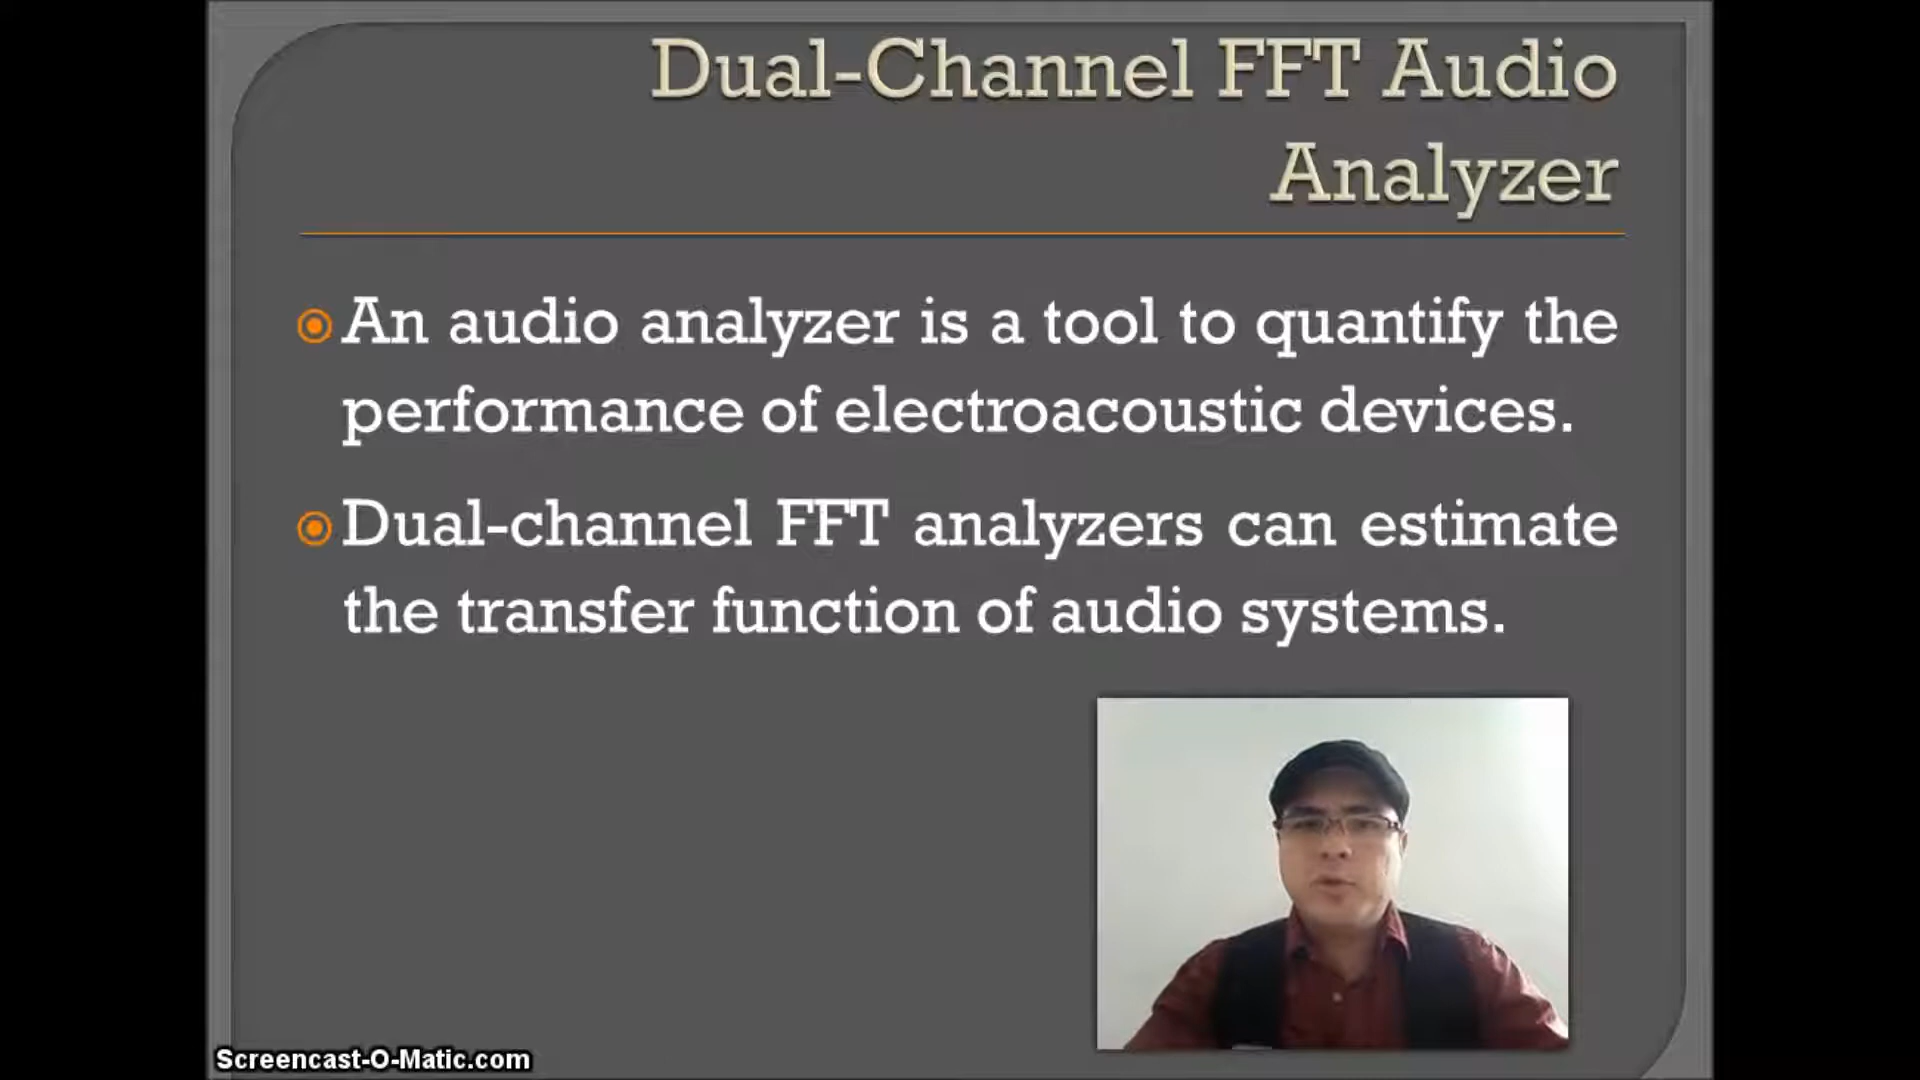 Dual-Channel FFT Audio
Analyzer
An audio analyzer is a tool to quantify the
performance of electroacoustic devices.
Dual-channel FFT analyzers can estimate
the transfer function of audio systems.
Screencast-O-Matic.com